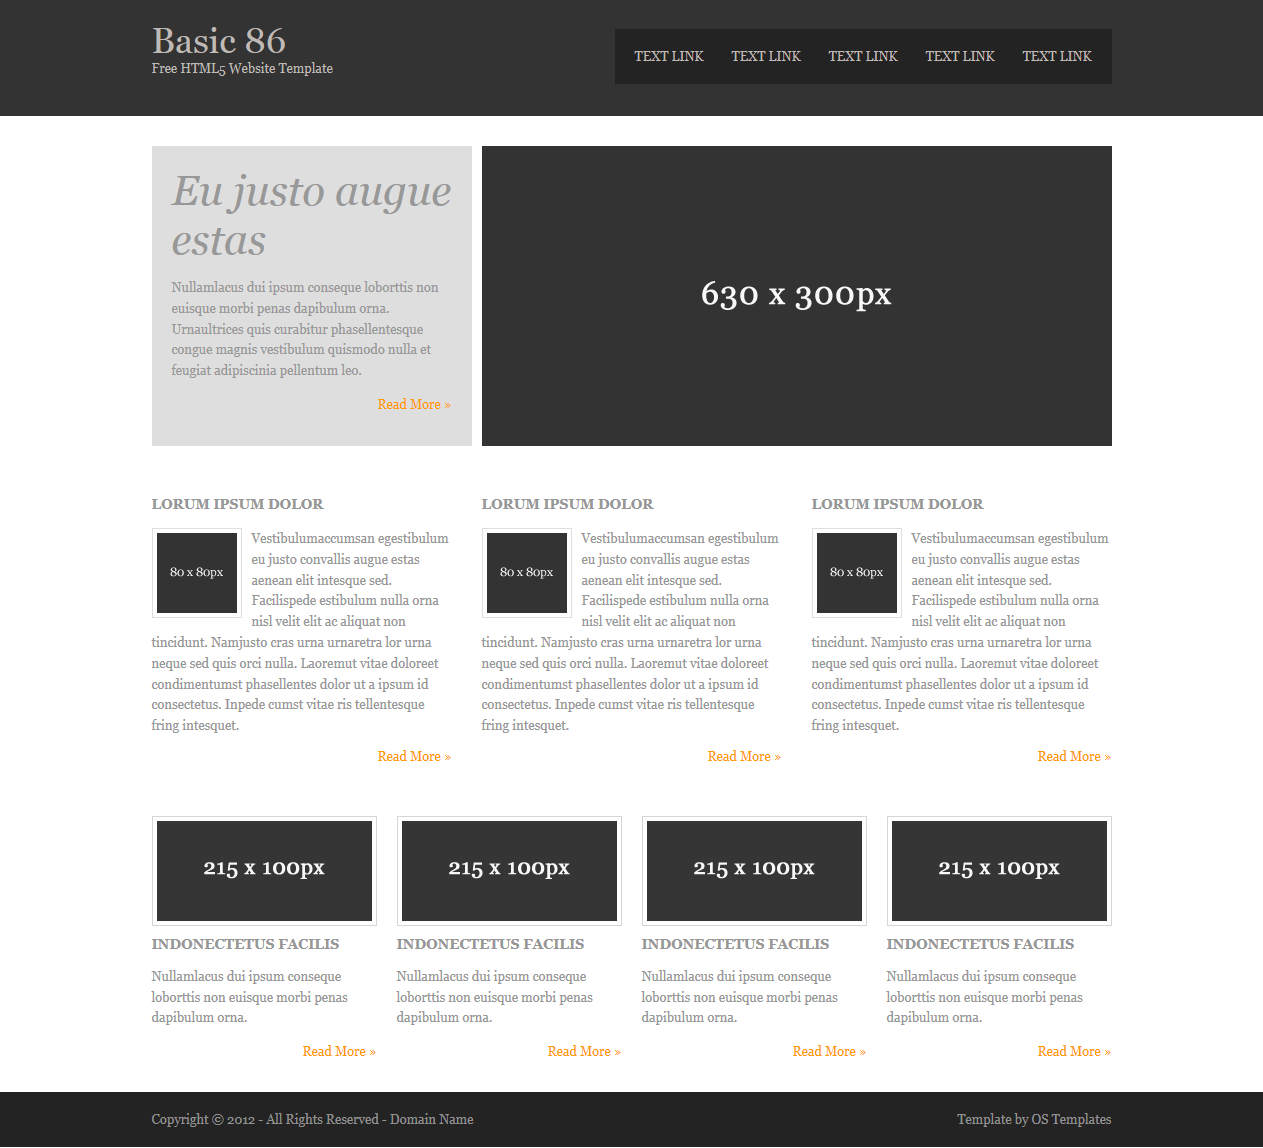 Basic 86
Free HTML5 Website Template
TEXT LINK TEXT LINK TEXT LINK TEXT LINK TEXT LINK
Eu justo augue
estas
Nullamlacus dui ipsum conseque loborttis non
euisque morbi penas dapibulum orna.
Urnaultrices quis curabitur phasellentesque
congue magnis vestibulum quismodo nulla et
feugiat adipiscinia pellentum leo.
Read More »
630 x 300px
LORUM IPSUM DOLOR
80 x 80px
Vestibulumaccumsan egestibulum
eu justo convallis augue estas
aenean elit intesque sed.
Facilispede estibulum nulla orna
nisl velit elit ac aliquat non
tincidunt. Namjusto cras urna urnaretra lor urna
neque sed quis orci nulla. Laoremut vitae doloreet
condimentumst phasellentes dolor ut a ipsum id
consectetus. Inpede cumst vitae ris tellentesque
fring intesquet.
Read More »
LORUM IPSUM DOLOR
80 x 80px
Vestibulumaccumsan egestibulum
eu justo convallis augue estas
aenean elit intesque sed.
Facilispede estibulum nulla orna
nisl velit elit ac aliquat non
tincidunt. Namjusto cras urna urnaretra lor urna
neque sed quis orci nulla. Laoremut vitae doloreet
condimentumst phasellentes dolor ut a ipsum id
consectetus. Inpede cumst vitae ris tellentesque
fring intesquet.
Read More »
LORUM IPSUM DOLOR
80 x 80px
Vestibulumaccumsan egestibulum
eu justo convallis augue estas
aenean elit intesque sed.
Facilispede estibulum nulla orna
nisl velit elit ac aliquat non
tincidunt. Namjusto cras urna urnaretra lor urna
neque sed quis orci nulla. Laoremut vitae doloreet
condimentumst phasellentes dolor ut a ipsum id
consectetus. Inpede cumst vitae ris tellentesque
fring intesquet.
Read More »
215 x 100px
INDONECTETUS FACILIS
Nullamlacus dui ipsum conseque
loborttis non euisque morbi penas
dapibulum orna.
Read More »
215 x 100px
INDONECTETUS FACILIS
Nullamlacus dui ipsum conseque
loborttis non euisque morbi penas
dapibulum orna.
Read More »
215 x 100px
INDONECTETUS FACILIS
Nullamlacus dui ipsum conseque
loborttis non euisque morbi penas
dapibulum orna.
Read More »
215 x 100px
INDONECTETUS FACILIS
Nullamlacus dui ipsum conseque
loborttis non euisque morbi penas
dapibulum orna.
Read More »
Copyright © 2012 - All Rights Reserved - Domain Name
Template by OS Templates